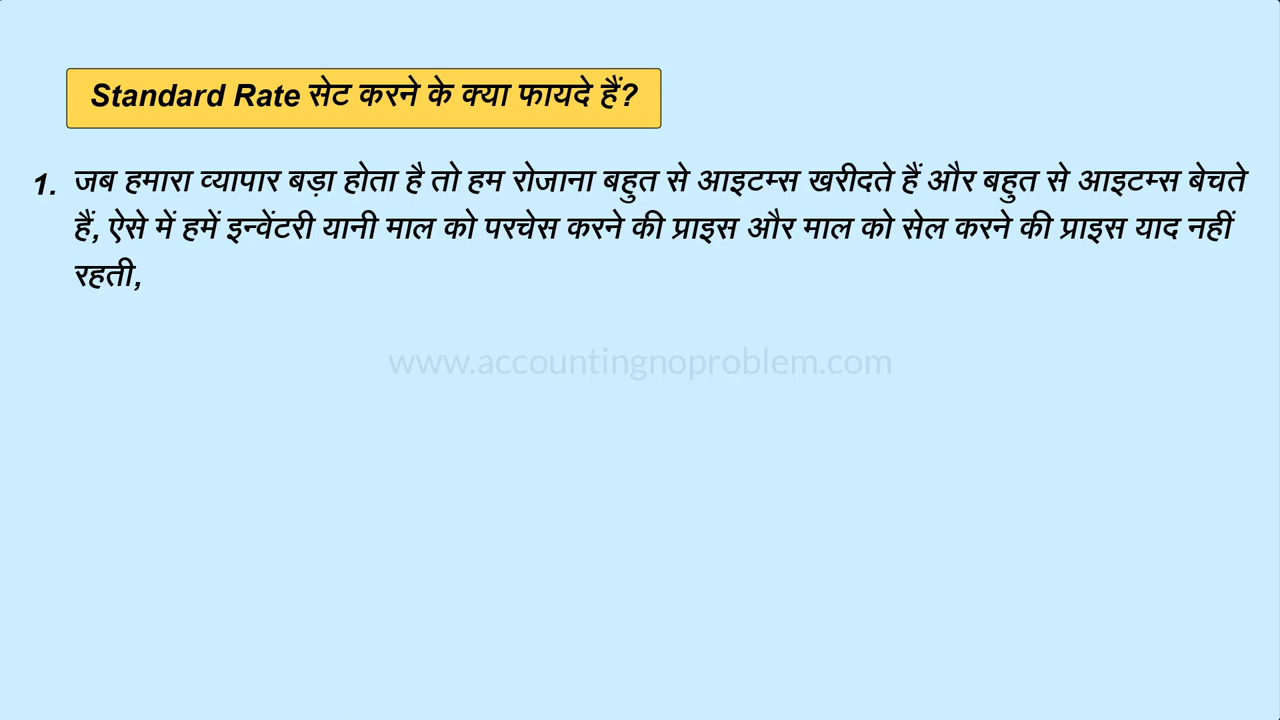 Standard Rate सेट करने के क्या फायदे हैं?
1. जब हमारा व्यापार बड़ा होता है तो हम रोजाना बहुत से आइटम्स खरीदते हैं और बहुत से आइटम्स बेचते
हैं, ऐसे में हमें इन्वेंटरी यानी माल को परचेस करने की प्राइस और माल को सेल करने की प्राइस याद नहीं
रहती,
www.accountingnoproblem.com